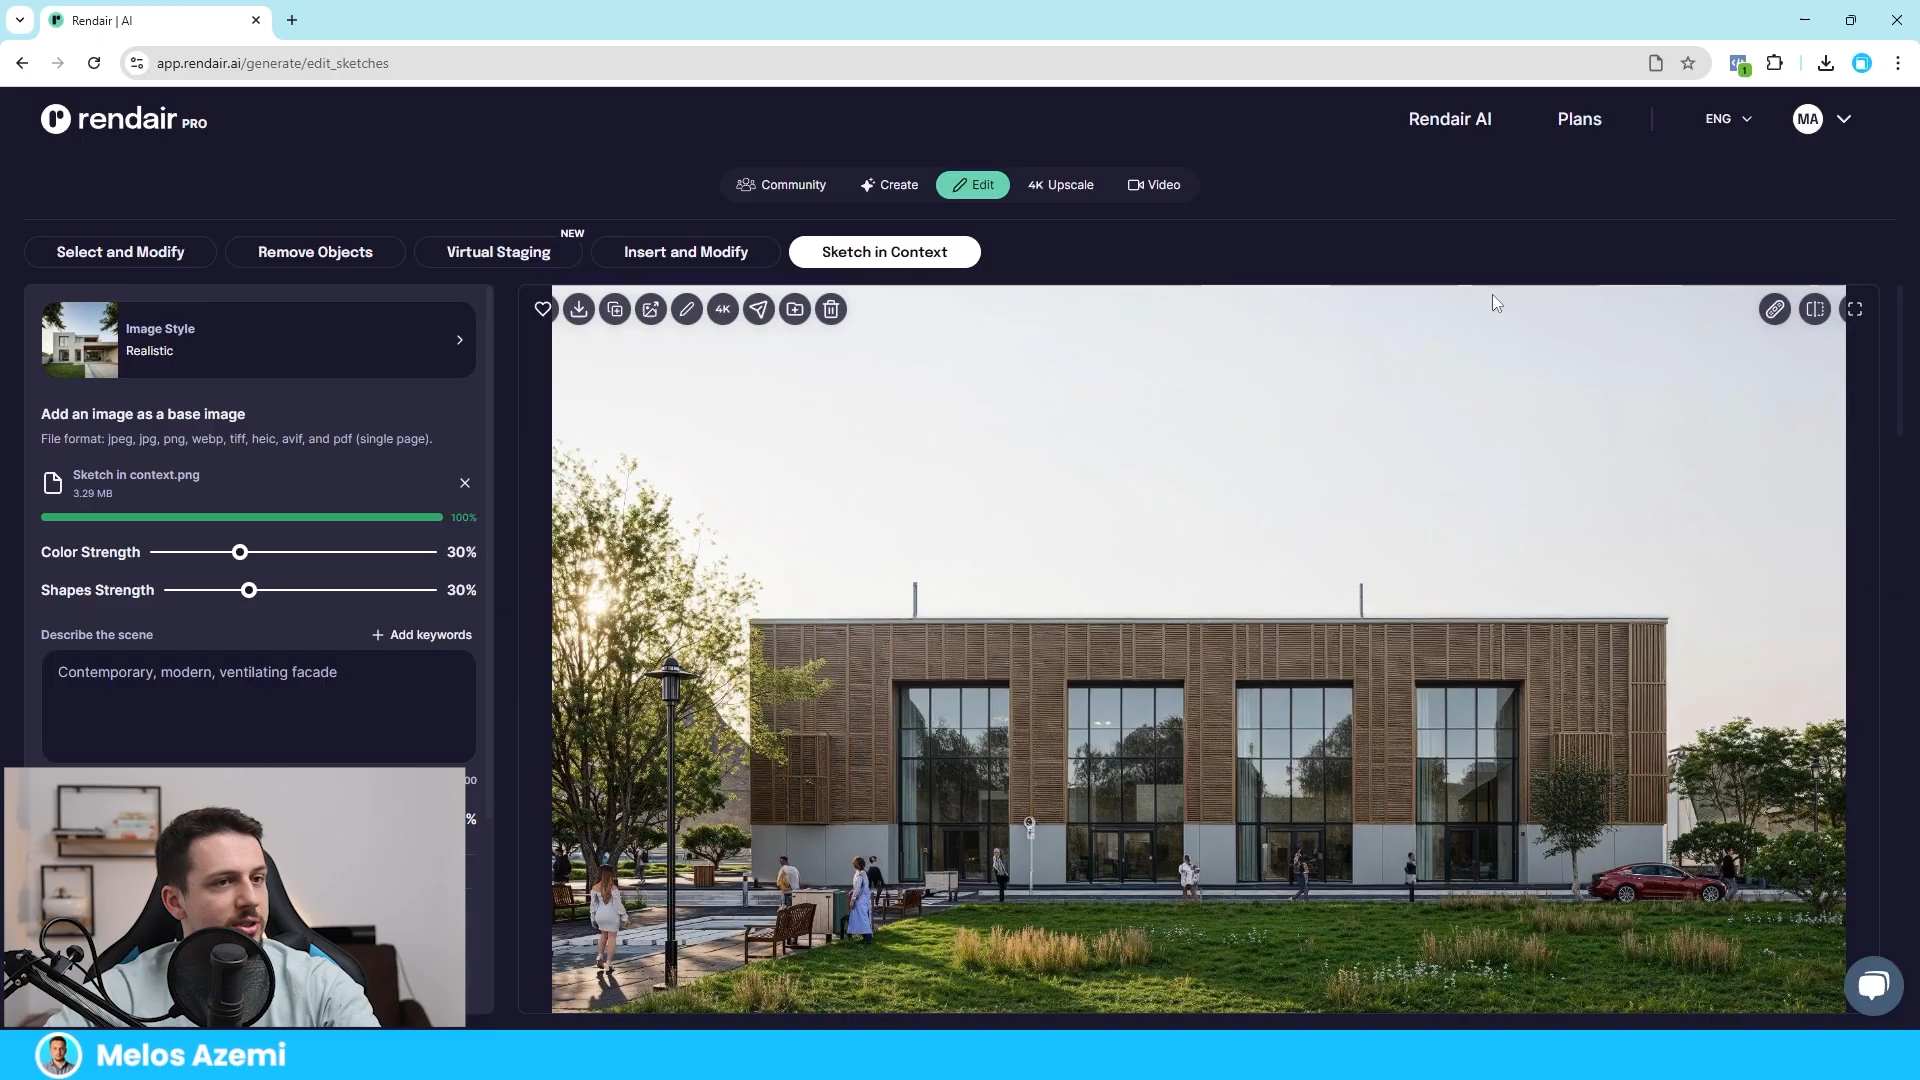 Rendair | AI
app.rendair.ai/generate/edit_sketches
1
rendair PRO
Rendair AI
Plans
ENG
MA
Community
Create
Edit
4K Upscale
Video
Select and Modify
Remove Objects
Virtual Staging
NEW
Insert and Modify
Sketch in Context
Image Style
Realistic
4K
Add an image as a base image
File format: jpeg, jpg, png, webp, tiff, heic, avif, and pdf (single page).
Sketch in context.png
3.29 MB
100%
Color Strength 30%
Shapes Strength 30%
Describe the scene
Add keywords
Contemporary, modern, ventilating facade
00
%
Melos Azemi